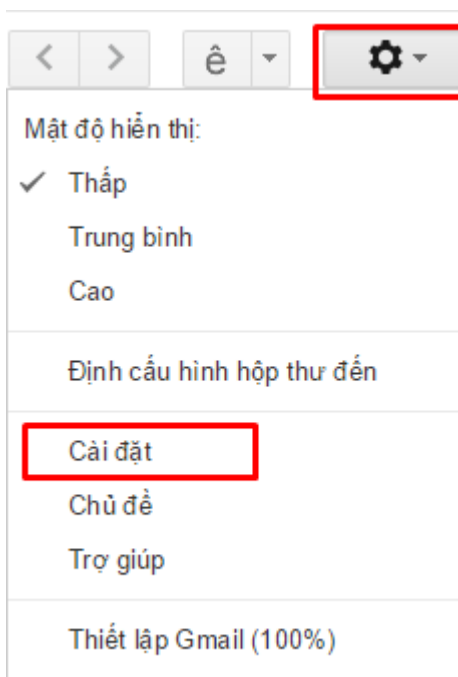 ê
Mật độ hiển thị:
Thấp
Trung bình
Cao
Định cấu hình hộp thư đến
Cài đặt
Chủ đề
Trợ giúp
Thiết lập Gmail (100%)